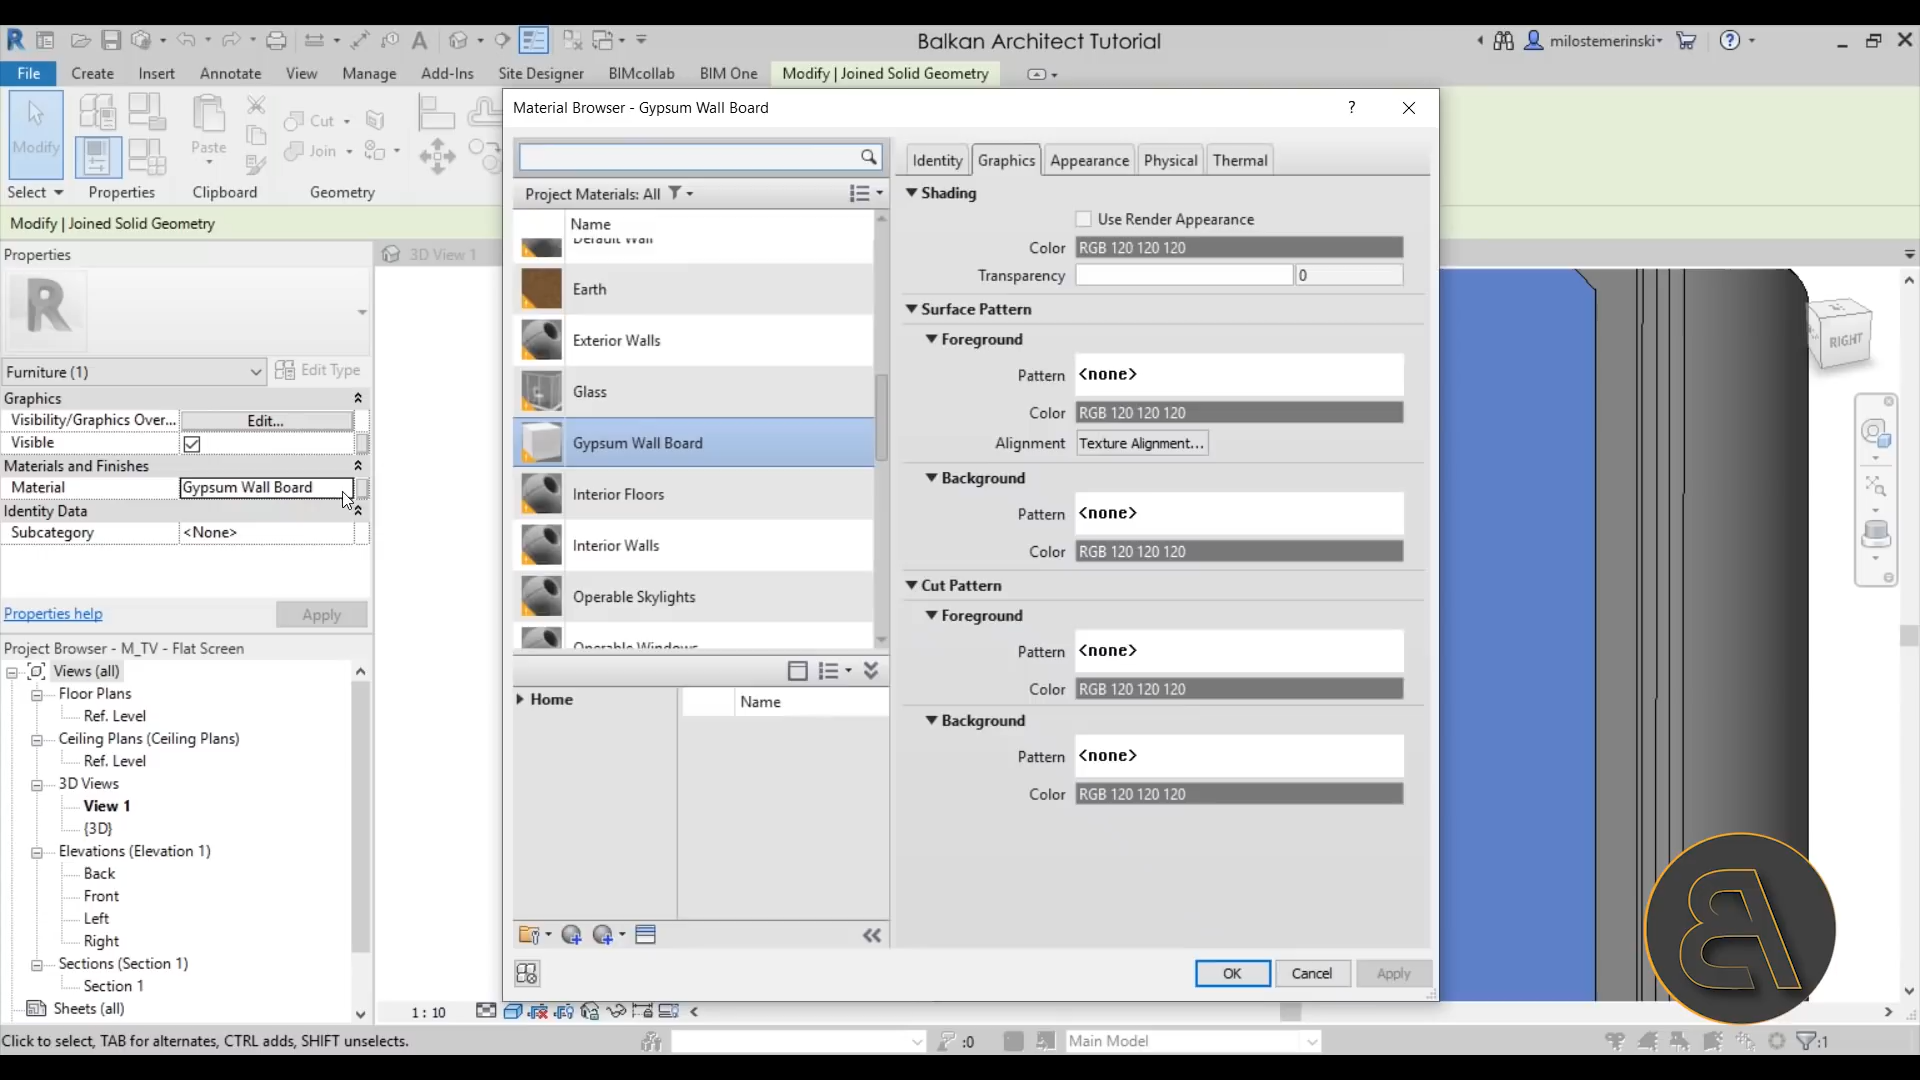 Balkan Architect Tutorial
milostemerinski
File Create Insert Annotate View Manage Add-Ins Site Designer BIMcollab BIM One Modify | Joined Solid Geometry
Modify
Paste
Cut
Join
Select Properties Clipboard Geometry
Modify | Joined Solid Geometry
Properties
3D View 1
R
Furniture (1) Edit Type
Graphics
Visibility/Graphics Over... Edit...
Visible
Materials and Finishes
Material Gypsum Wall Board
Identity Data
Subcategory <None>
Properties help Apply
Project Browser - M_TV - Flat Screen
Views (all)
Floor Plans
Ref. Level
Ceiling Plans (Ceiling Plans)
Ref. Level
3D Views
View 1
{3D}
Elevations (Elevation 1)
Back
Front
Left
Right
Sections (Section 1)
Section 1
Sheets (all)
Material Browser - Gypsum Wall Board ?
Project Materials: All
Name
Default Wall
Earth
Exterior Walls
Glass
Gypsum Wall Board
Interior Floors
Interior Walls
Operable Skylights
Operable Windows
Home Name
Identity Graphics Appearance Physical Thermal
Shading
Use Render Appearance
Color RGB 120 120 120
Transparency 0
Surface Pattern
Foreground
Pattern <none>
Color RGB 120 120 120
Alignment Texture Alignment...
Background
Pattern <none>
Color RGB 120 120 120
Cut Pattern
Foreground
Pattern <none>
Color RGB 120 120 120
Background
Pattern <none>
Color RGB 120 120 120
OK Cancel Apply
RIGHT
1 : 10
Click to select, TAB for alternates, CTRL adds, SHIFT unselects. :0 Main Model :1